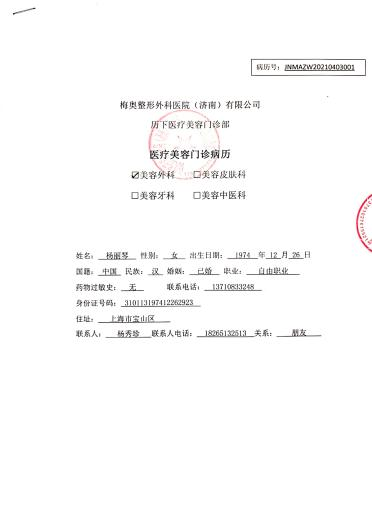 病历号：JNMAZW20210403001
梅奥整形外科医院（济南）有限公司
历下医疗美容门诊部
医疗美容门诊病历
☑美容外科 □美容皮肤科
□美容牙科 □美容中医科
姓名：杨丽琴 性别：女 出生日期：1974 年 12 月 26 日
国籍：中国 民族：汉 婚姻：已婚 职业：自由职业
药物过敏史：无 联系电话：13710833248
身份证号码：310113197412262923
住址：上海市宝山区
联系人：杨秀珍 联系人电话：18265132513 关系：朋友